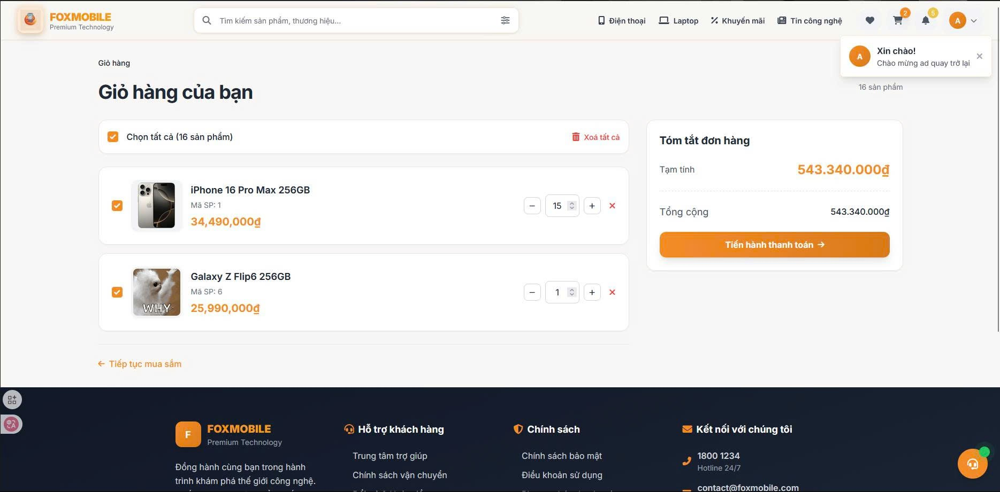 FOXMOBILE
Premium Technology
Tìm kiếm sản phẩm, thương hiệu...
Điện thoại
Laptop
Khuyến mãi
Tin công nghệ
2
5
A
A
Xin chào!
Chào mừng ad quay trở lại
Giỏ hàng
Giỏ hàng của bạn
16 sản phẩm
Chọn tất cả (16 sản phẩm)
Xoá tất cả
iPhone 16 Pro Max 256GB
Mã SP: 1
34,490,000₫
− 15 +
WHY
Galaxy Z Flip6 256GB
Mã SP: 6
25,990,000₫
− 1 +
Tóm tắt đơn hàng
Tạm tính 543.340.000₫
Tổng cộng 543.340.000₫
Tiến hành thanh toán →
← Tiếp tục mua sắm
F
FOXMOBILE
Premium Technology
Đồng hành cùng bạn trong hành
trình khám phá thế giới công nghệ.
Hỗ trợ khách hàng
Trung tâm trợ giúp
Chính sách vận chuyển
Chính sách
Chính sách bảo mật
Điều khoản sử dụng
Kết nối với chúng tôi
1800 1234
Hotline 24/7
contact@foxmobile.com